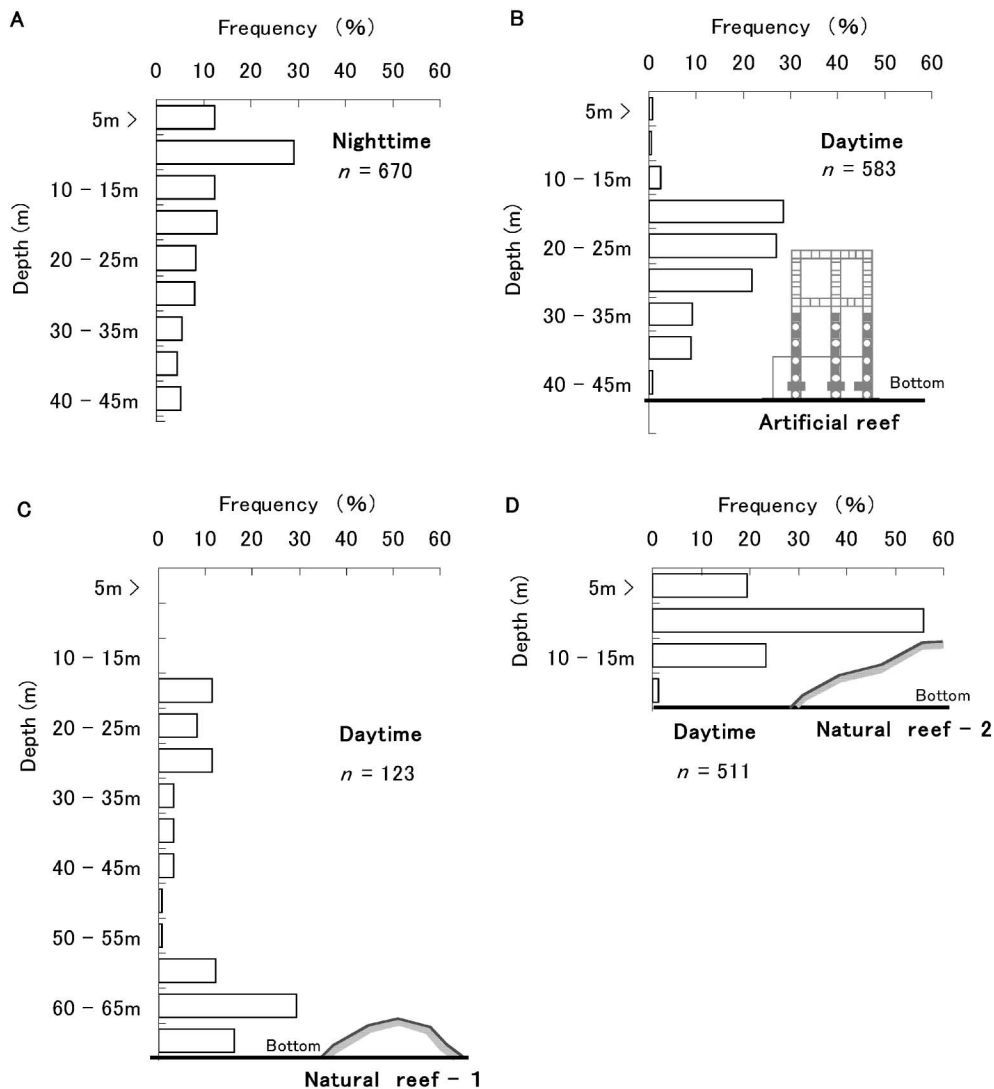 A
Frequency (%)
0 10 20 30 40 50 60
Depth (m)
5m >
10 - 15m
20 - 25m
30 - 35m
40 - 45m
Nighttime
n = 670
B
Frequency (%)
0 10 20 30 40 50 60
Depth (m)
5m >
10 - 15m
20 - 25m
30 - 35m
40 - 45m
Daytime
n = 583
Bottom
Artificial reef
C
Frequency (%)
0 10 20 30 40 50 60
Depth (m)
5m >
10 - 15m
20 - 25m
30 - 35m
40 - 45m
50 - 55m
60 - 65m
Daytime
n = 123
Bottom
Natural reef - 1
D
Frequency (%)
0 10 20 30 40 50 60
Depth (m)
5m >
10 - 15m
Bottom
Natural reef - 2
Daytime
n = 511